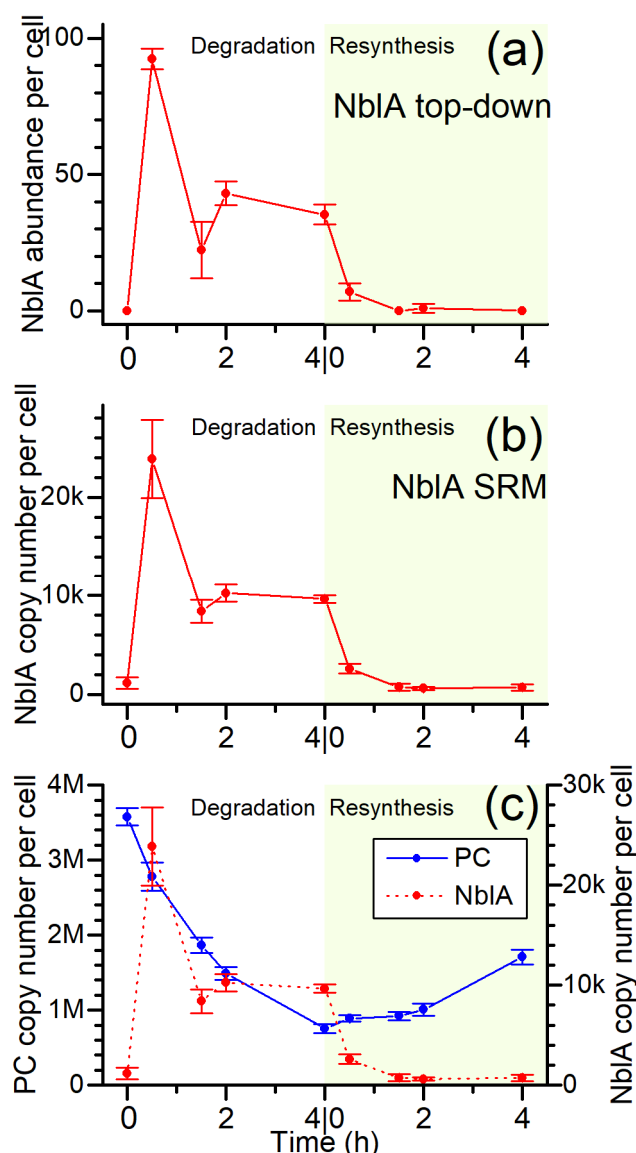 NblA abundance per cell
100
50
0
Degradation
Resynthesis
(a)
NblA top-down
0
2
4|0
2
4
NblA copy number per cell
20k
10k
0
Degradation
Resynthesis
(b)
NblA SRM
0
2
4|0
2
4
PC copy number per cell
4M
3M
2M
1M
0
Degradation
Resynthesis
(c)
PC
NblA
30k
20k
10k
0
NblA copy number per cell
0
2
4|0
2
4
Time (h)